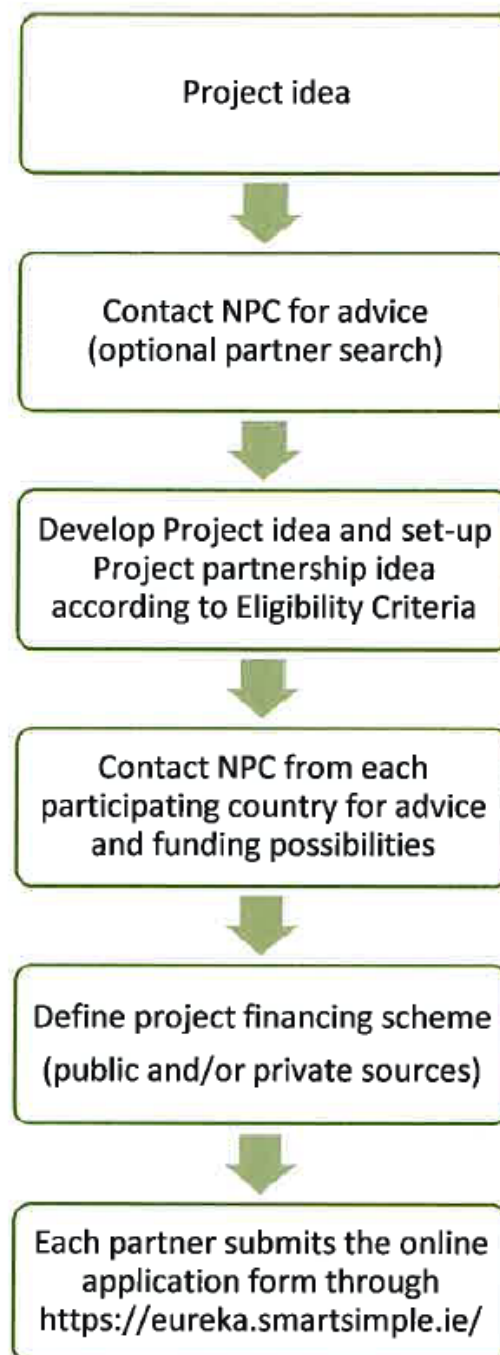 Project idea
Contact NPC for advice
(optional partner search)
Develop Project idea and set-up
Project partnership idea
according to Eligibility Criteria
Contact NPC from each
participating country for advice
and funding possibilities
Define project financing scheme
(public and/or private sources)
Each partner submits the online
application form through
https://eureka.smartsimple.ie/